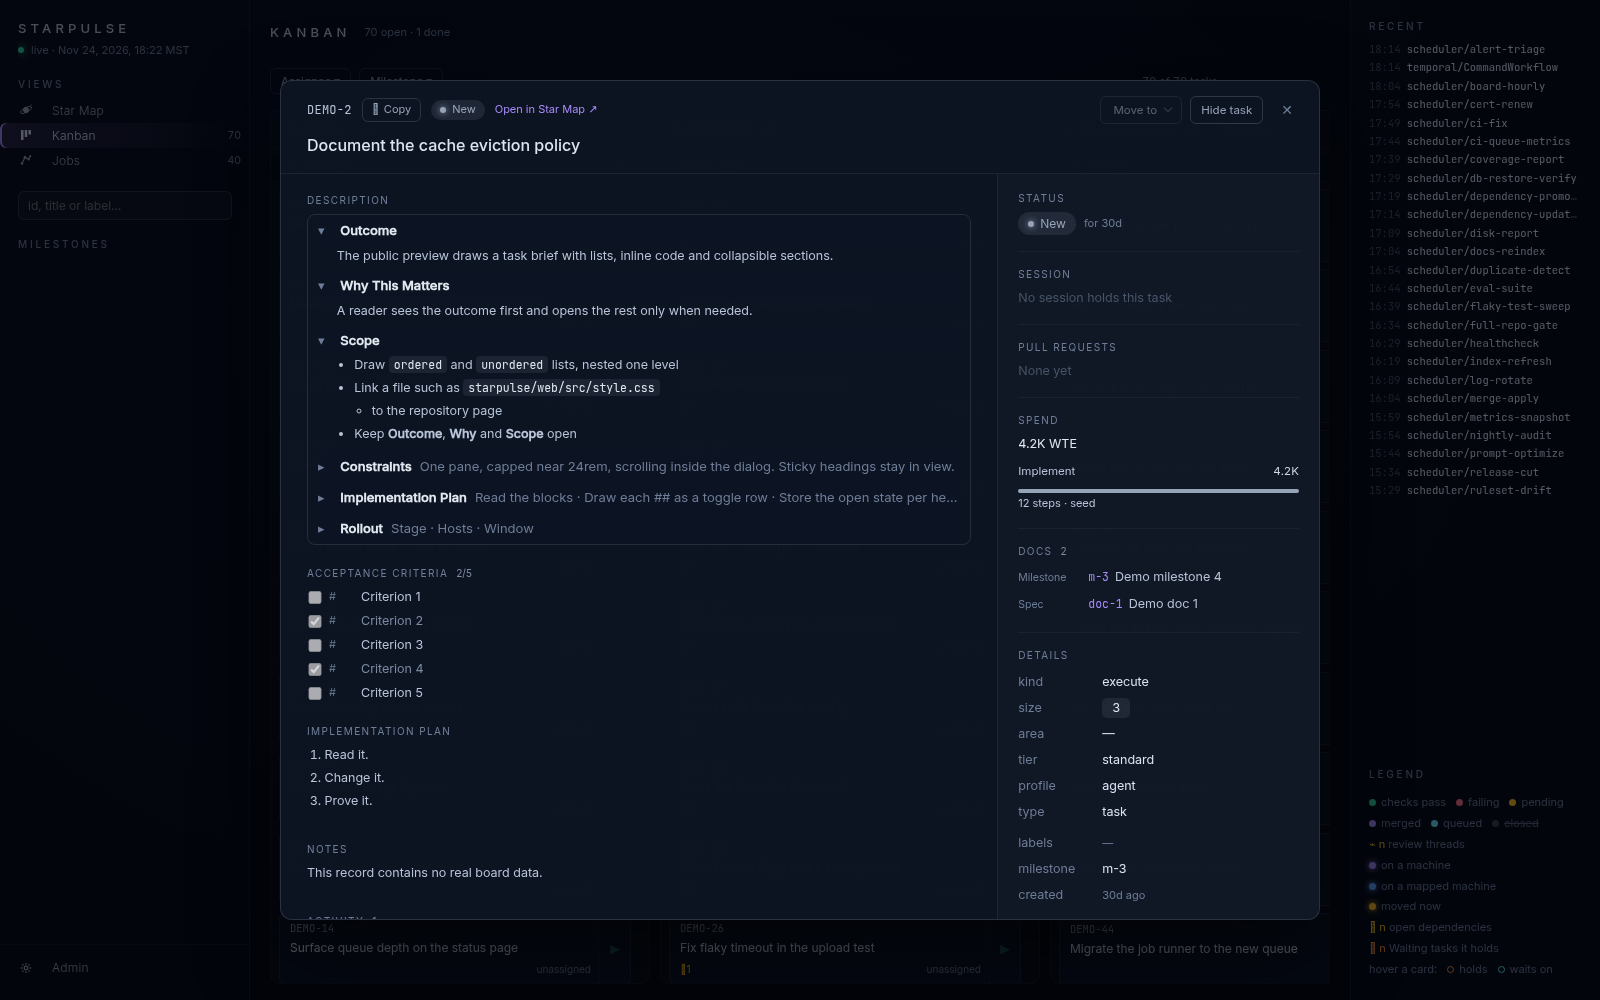 STARPULSE
live · Nov 24, 2026, 18:22 MST
VIEWS
Star Map
Kanban 70
Jobs 40
id, title or label...
MILESTONES
Admin
KANBAN 70 open · 1 done
DEMO-2 Copy New Open in Star Map ↗ Move to Hide task ✕
Document the cache eviction policy
DESCRIPTION
▾ Outcome
The public preview draws a task brief with lists, inline code and collapsible sections.
▾ Why This Matters
A reader sees the outcome first and opens the rest only when needed.
▾ Scope
• Draw ordered and unordered lists, nested one level
• Link a file such as starpulse/web/src/style.css
◦ to the repository page
• Keep Outcome, Why and Scope open
▸ Constraints One pane, capped near 24rem, scrolling inside the dialog. Sticky headings stay in view.
▸ Implementation Plan Read the blocks · Draw each ## as a toggle row · Store the open state per he…
▸ Rollout Stage · Hosts · Window
ACCEPTANCE CRITERIA 2/5
# Criterion 1
# Criterion 2
# Criterion 3
# Criterion 4
# Criterion 5
IMPLEMENTATION PLAN
1. Read it.
2. Change it.
3. Prove it.
NOTES
This record contains no real board data.
STATUS
New for 30d
SESSION
No session holds this task
PULL REQUESTS
None yet
SPEND
4.2K WTE
Implement 4.2K
12 steps · seed
DOCS 2
Milestone m-3 Demo milestone 4
Spec doc-1 Demo doc 1
DETAILS
kind execute
size 3
area —
tier standard
profile agent
type task
labels —
milestone m-3
created 30d ago
DEMO-14
Surface queue depth on the status page
unassigned
DEMO-26
Fix flaky timeout in the upload test
1 unassigned
DEMO-44
Migrate the job runner to the new queue
RECENT
18:14 scheduler/alert-triage
18:14 temporal/CommandWorkflow
18:04 scheduler/board-hourly
17:54 scheduler/cert-renew
17:49 scheduler/ci-fix
17:44 scheduler/ci-queue-metrics
17:39 scheduler/coverage-report
17:29 scheduler/db-restore-verify
17:19 scheduler/dependency-promo…
17:14 scheduler/dependency-updat…
17:09 scheduler/disk-report
17:04 scheduler/docs-reindex
16:54 scheduler/duplicate-detect
16:44 scheduler/eval-suite
16:39 scheduler/flaky-test-sweep
16:34 scheduler/full-repo-gate
16:29 scheduler/healthcheck
16:19 scheduler/index-refresh
16:09 scheduler/log-rotate
16:04 scheduler/merge-apply
15:59 scheduler/metrics-snapshot
15:54 scheduler/nightly-audit
15:44 scheduler/prompt-optimize
15:34 scheduler/release-cut
15:29 scheduler/ruleset-drift
LEGEND
checks pass failing pending
merged queued closed
n review threads
on a machine
on a mapped machine
moved now
n open dependencies
n Waiting tasks it holds
hover a card: holds waits on